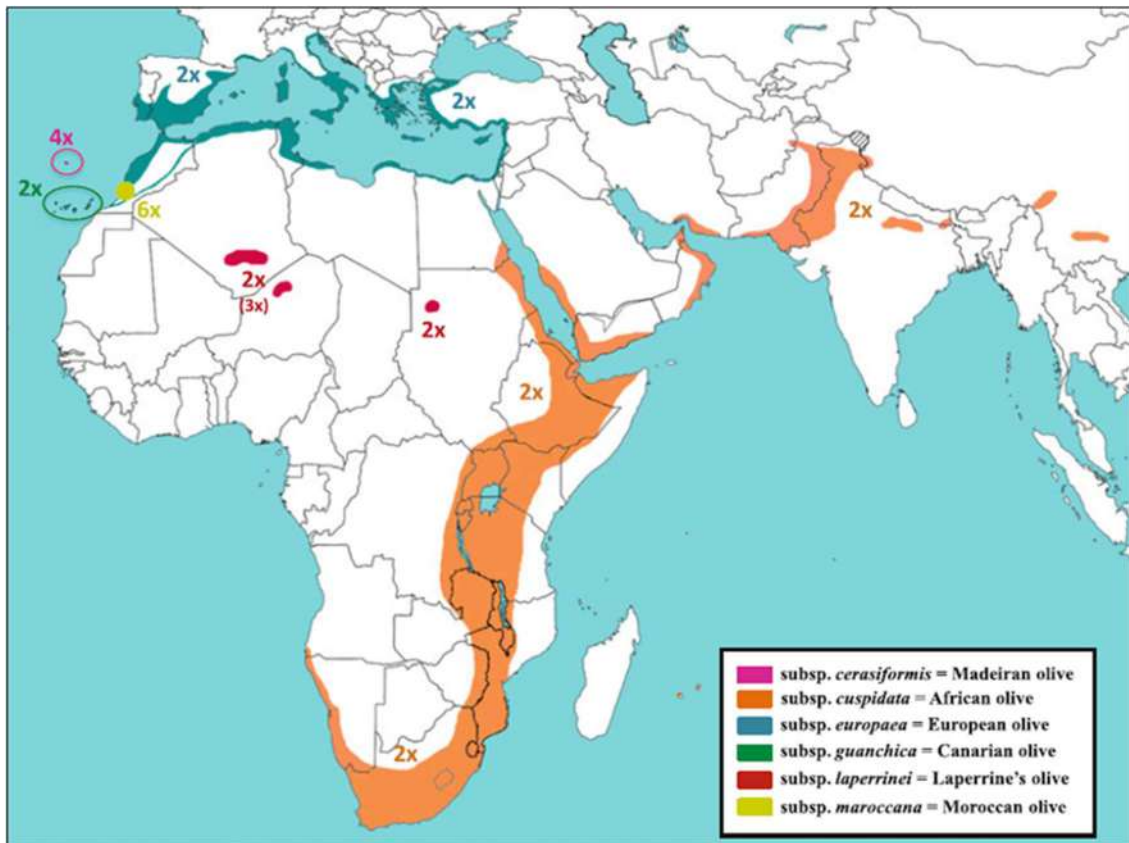 2x
2x
4x
2x
6x
2x
(3x)
2x
2x
2x
2x
subsp. cerasiformis = Madeiran olive
subsp. cuspidata = African olive
subsp. europaea = European olive
subsp. guanchica = Canarian olive
subsp. laperrinei = Laperrine's olive
subsp. maroccana = Moroccan olive